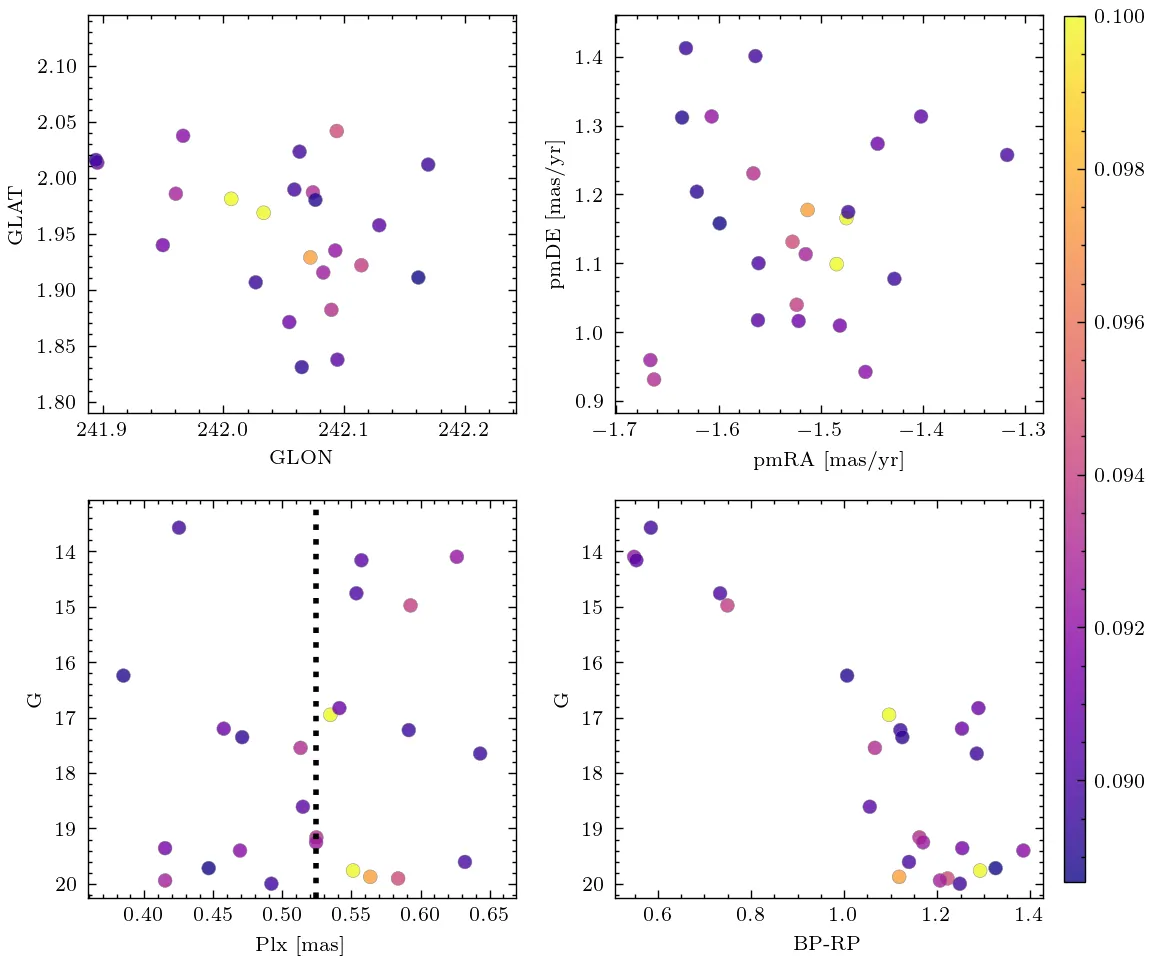 2.10
2.05
2.00
1.95
1.90
1.85
1.80
GLAT
241.9 242.0 242.1 242.2
GLON
1.4
1.3
1.2
1.1
1.0
0.9
pmDE [mas/yr]
−1.7 −1.6 −1.5 −1.4 −1.3
pmRA [mas/yr]
0.100
0.098
0.096
0.094
0.092
0.090
14
15
16
17
18
19
20
G
0.40 0.45 0.50 0.55 0.60 0.65
Plx [mas]
14
15
16
17
18
19
20
G
0.6 0.8 1.0 1.2 1.4
BP-RP